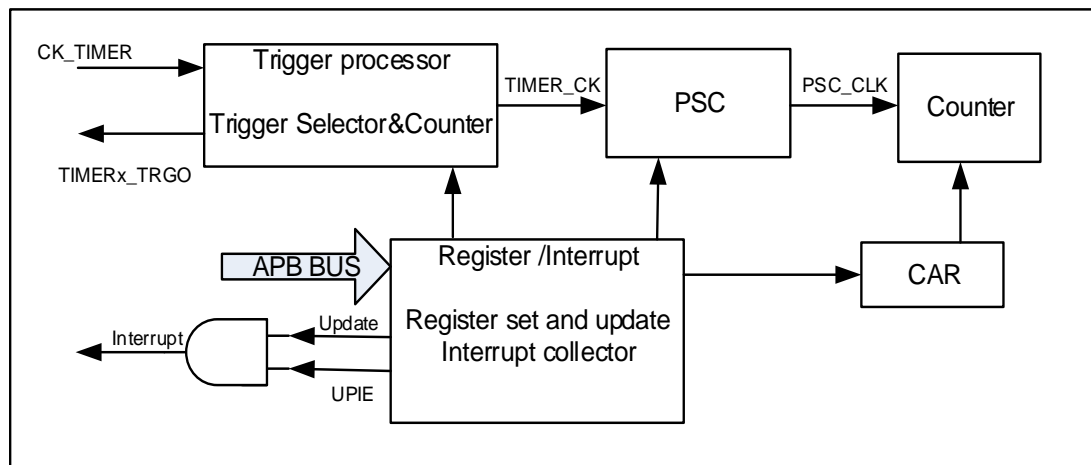 CK_TIMER
Trigger processor
TIMER_CK
PSC
PSC_CLK
Counter
Trigger Selector&Counter
TIMERx_TRGO
APB BUS
Register /Interrupt
CAR
Register set and update
Interrupt collector
Interrupt
Update
UPIE